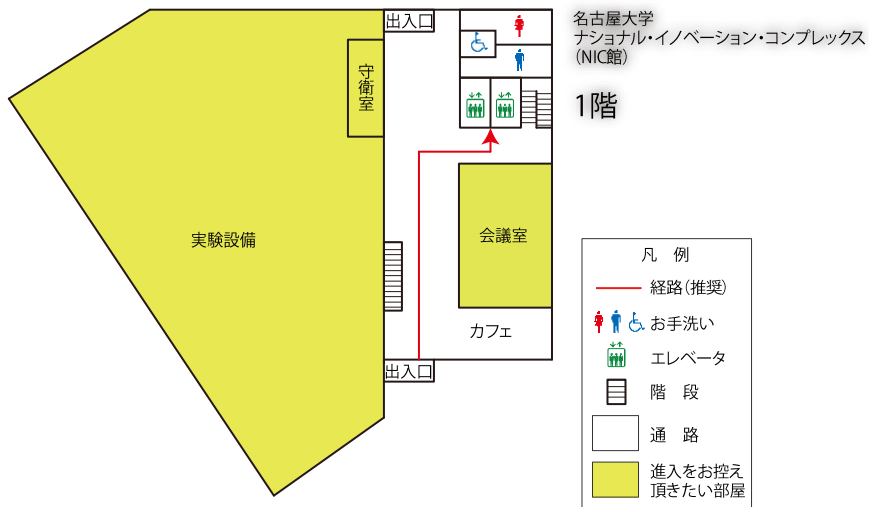 名古屋大学
ナショナル・イノベーション・コンプレックス
（NIC館）
1階
出入口
守衛室
実験設備
会議室
カフェ
出入口
凡　例
経路（推奨）
お手洗い
エレベータ
階　段
通　路
進入をお控え
頂きたい部屋